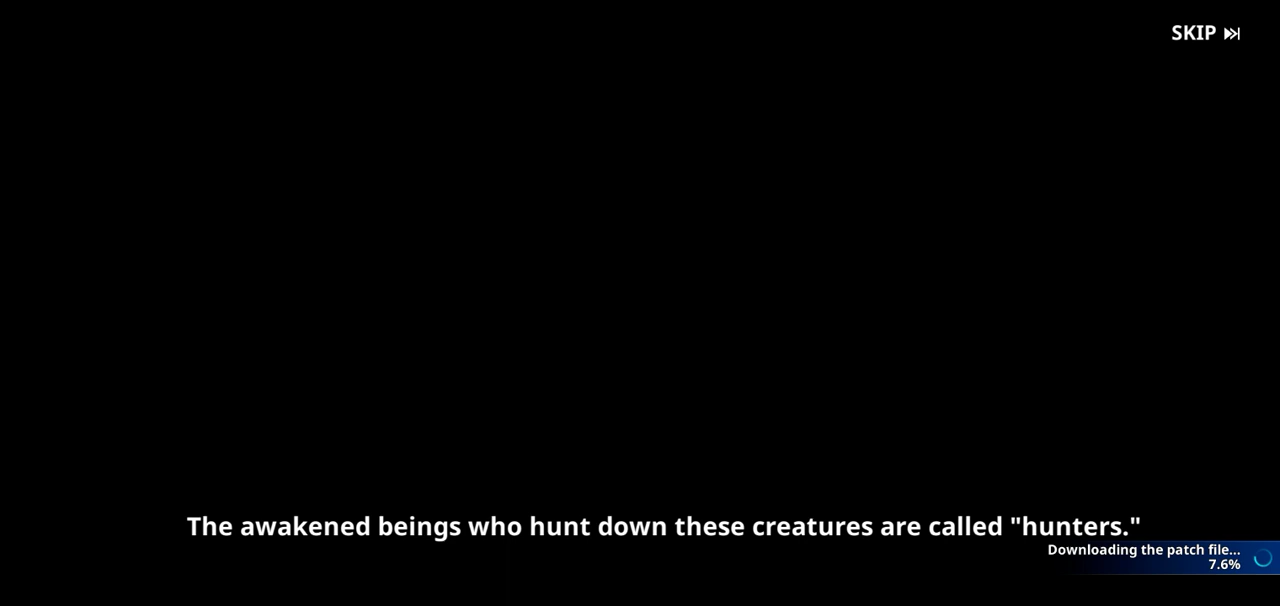 SKIP
The awakened beings who hunt down these creatures are called "hunters."
Downloading the patch file...
7.6%